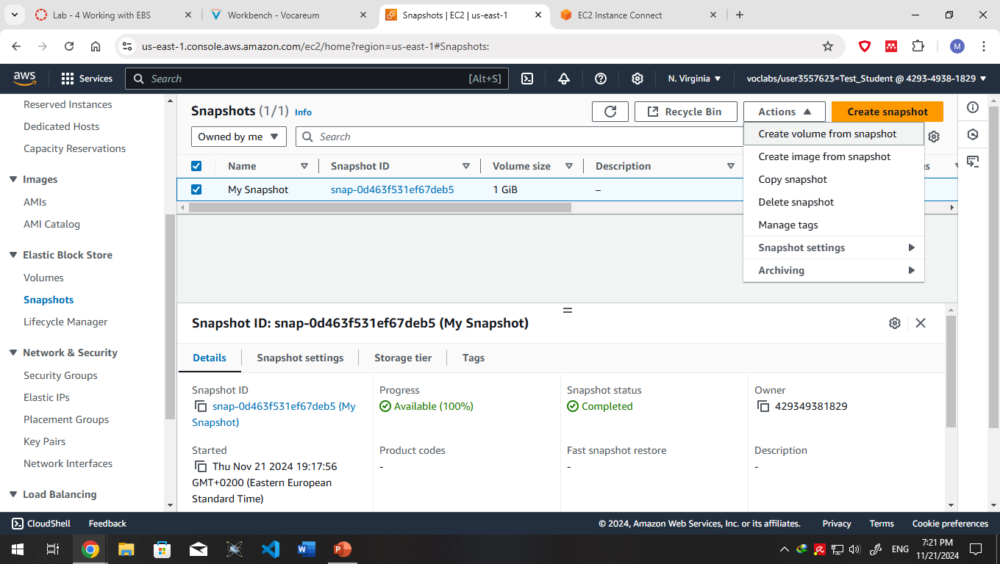 Lab - 4 Working with EBS
Workbench - Vocareum
Snapshots | EC2 | us-east-1
EC2 Instance Connect
us-east-1.console.aws.amazon.com/ec2/home?region=us-east-1#Snapshots:
M
aws
Services
Search
[Alt+S]
N. Virginia
voclabs/user3557623=Test_Student @ 4293-4938-1829
Reserved Instances
Dedicated Hosts
Capacity Reservations
Images
AMIs
AMI Catalog
Elastic Block Store
Volumes
Snapshots
Lifecycle Manager
Network & Security
Security Groups
Elastic IPs
Placement Groups
Key Pairs
Network Interfaces
Load Balancing
Snapshots (1/1) Info
Recycle Bin
Actions
Create snapshot
Owned by me
Search
Create volume from snapshot
Create image from snapshot
Copy snapshot
Delete snapshot
Manage tags
Snapshot settings
Archiving
Name
Snapshot ID
Volume size
Description
My Snapshot
snap-0d463f531ef67deb5
1 GiB
–
Snapshot ID: snap-0d463f531ef67deb5 (My Snapshot)
Details
Snapshot settings
Storage tier
Tags
Snapshot ID
snap-0d463f531ef67deb5 (My
Snapshot)
Progress
Available (100%)
Snapshot status
Completed
Owner
429349381829
Started
Thu Nov 21 2024 19:17:56
GMT+0200 (Eastern European
Standard Time)
Product codes
-
Fast snapshot restore
-
Description
-
CloudShell
Feedback
© 2024, Amazon Web Services, Inc. or its affiliates.
Privacy
Terms
Cookie preferences
ENG
7:21 PM
11/21/2024